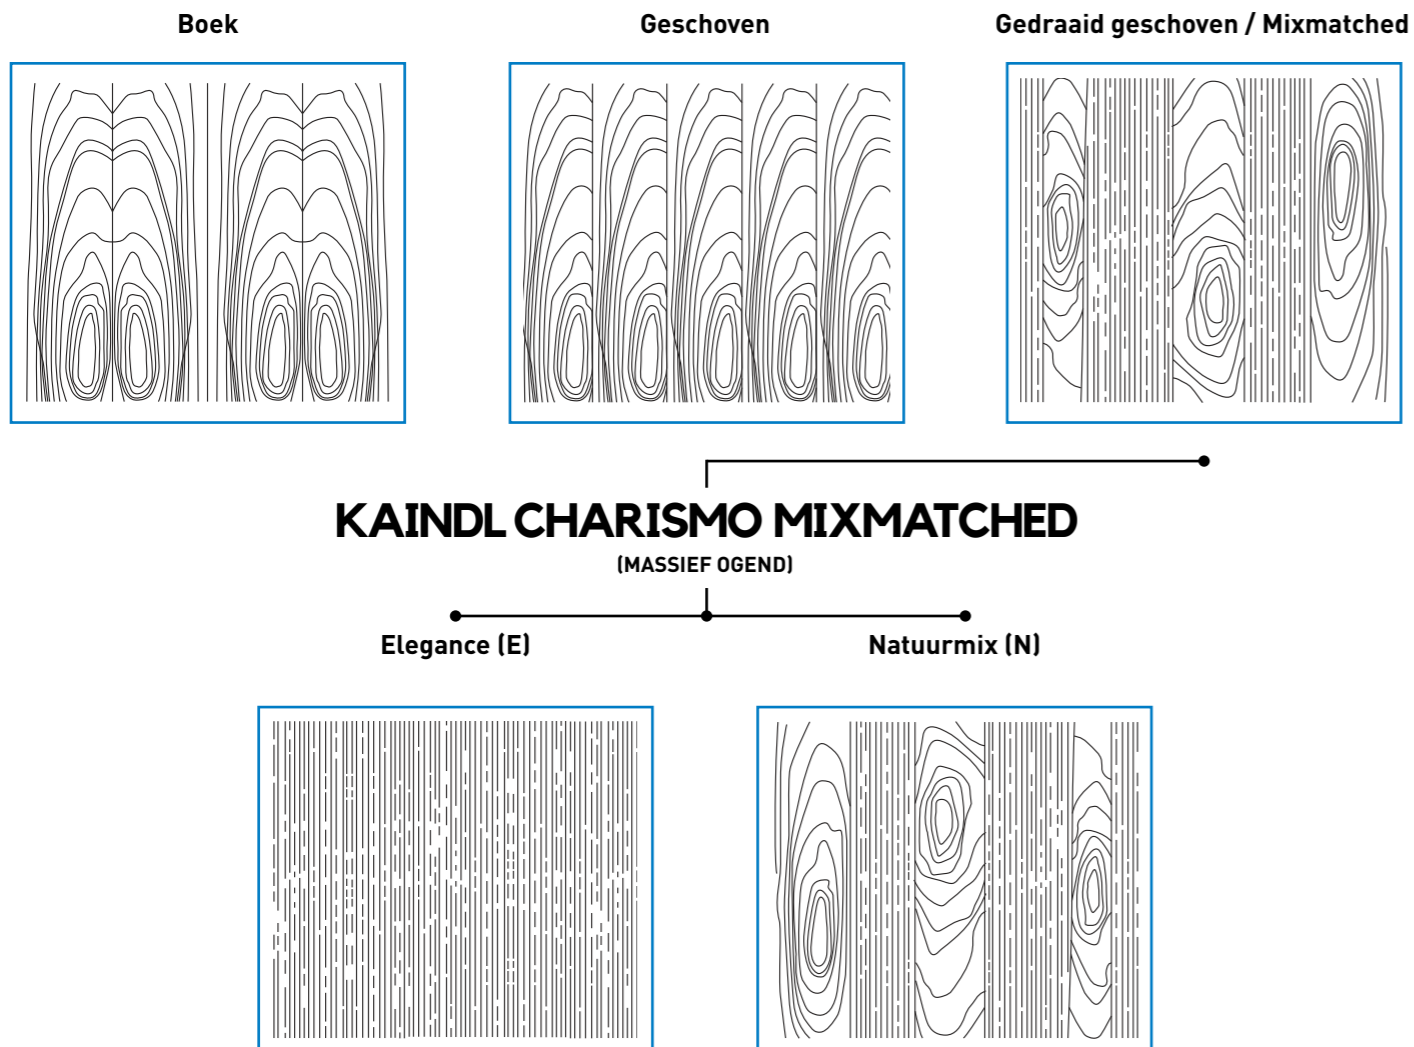 Boek
Geschoven
Gedraaid geschoven / Mixmatched
KAINDL CHARISMO MIXMATCHED
(MASSIEF OGEND)
Elegance (E)
Natuurmix (N)